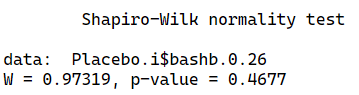 Shapiro-Wilk normality test
data:  Placebo.i$bashb.0.26
W = 0.97319, p-value = 0.4677